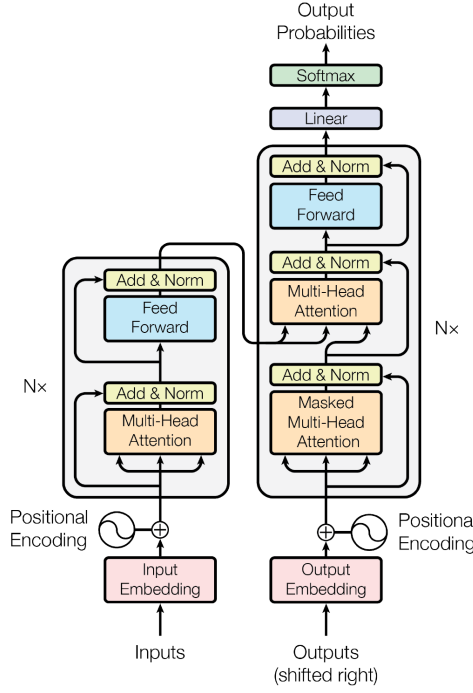 Output
Probabilities
Softmax
Linear
Add & Norm
Feed
Forward
Add & Norm
Multi-Head
Attention
Add & Norm
Masked
Multi-Head
Attention
Nx
Positional
Encoding
Output
Embedding
Outputs
(shifted right)
Add & Norm
Feed
Forward
Add & Norm
Multi-Head
Attention
Nx
Positional
Encoding
Input
Embedding
Inputs